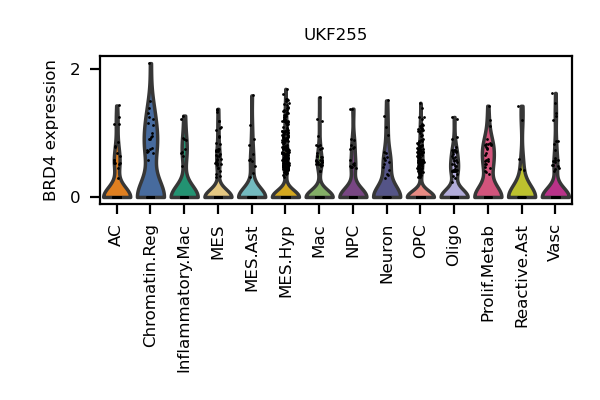 UKF255
BRD4 expression
2
0
AC
Chromatin.Reg
Inflammatory.Mac
MES
MES.Ast
MES.Hyp
Mac
NPC
Neuron
OPC
Oligo
Prolif.Metab
Reactive.Ast
Vasc